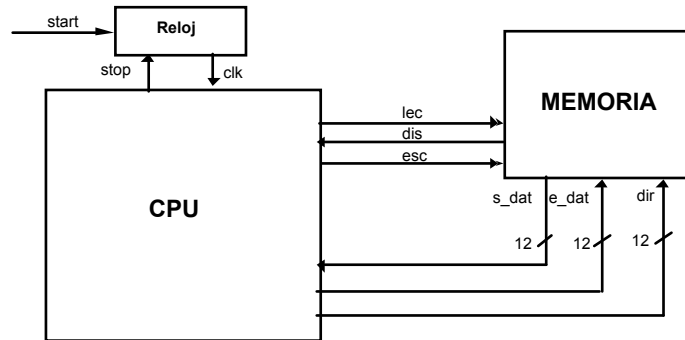 start
Reloj
stop
clk
MEMORIA
lec
dis
esc
CPU
s_dat
e_dat
dir
12
12
12